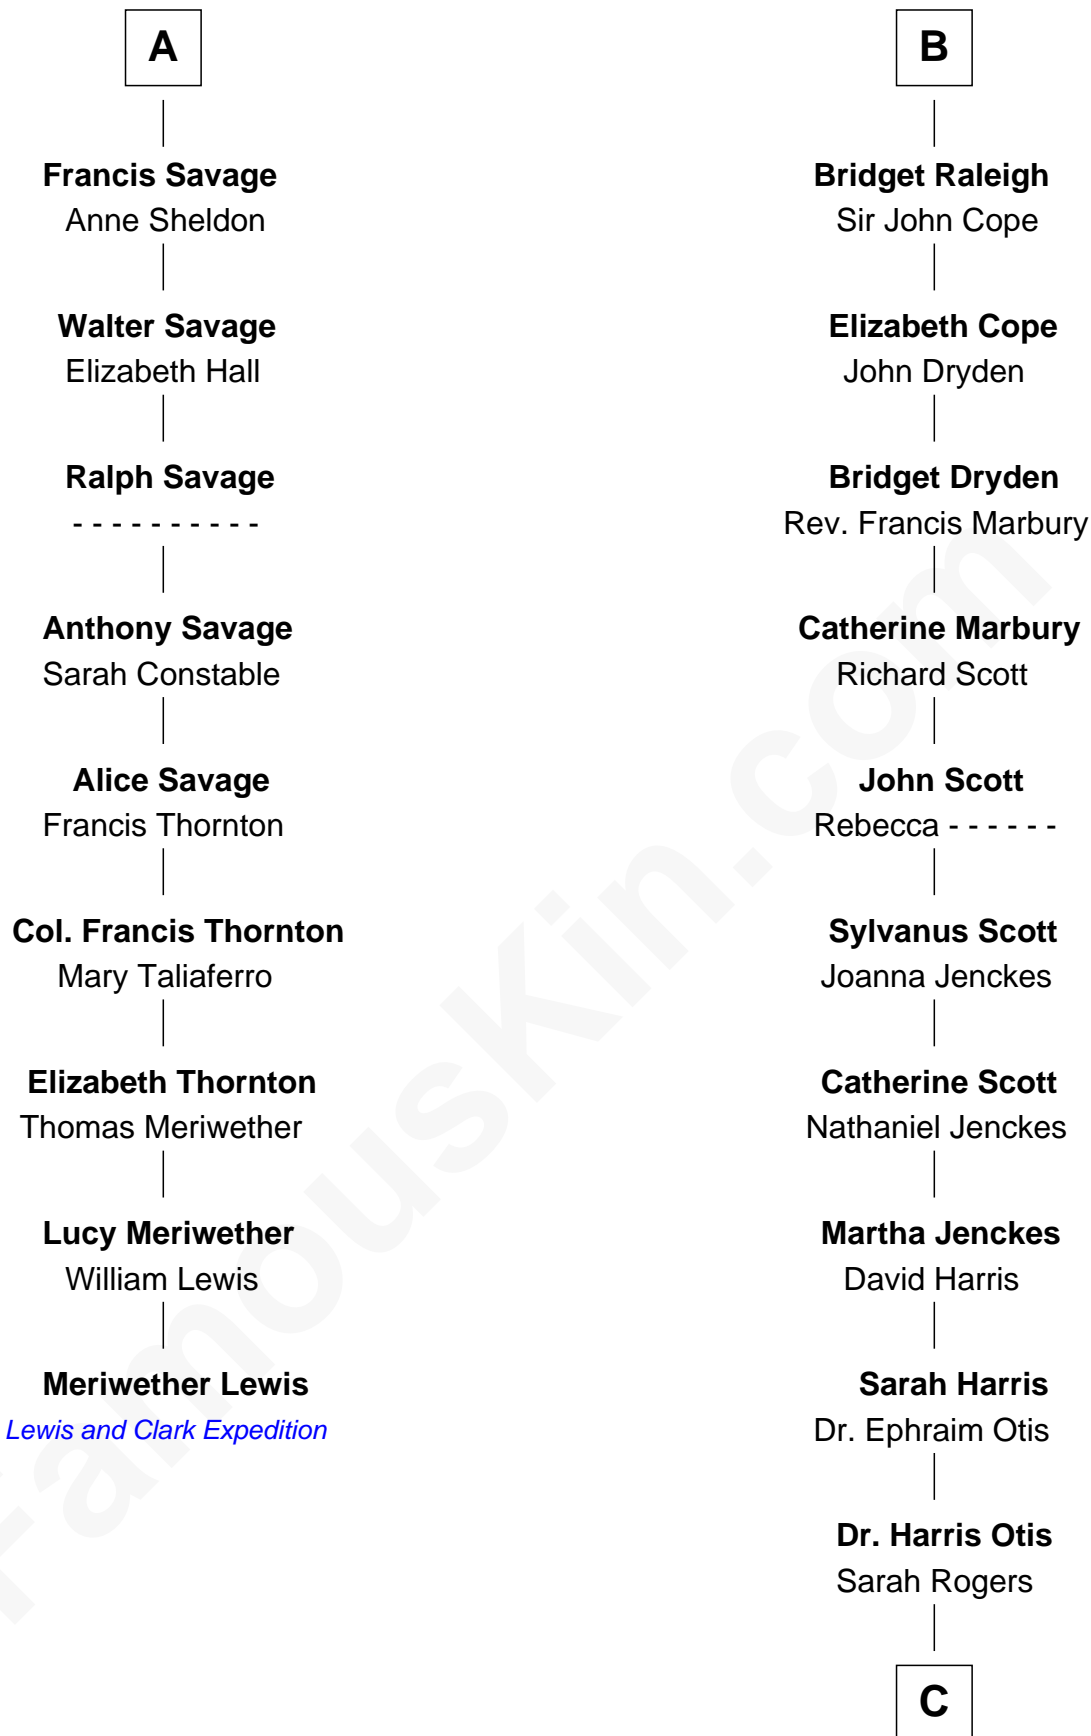 A
Francis Savage
Anne Sheldon
Walter Savage
Elizabeth Hall
Ralph Savage
- - - - - - - - - -
Anthony Savage
Sarah Constable
Alice Savage
Francis Thornton
Col. Francis Thornton
Mary Taliaferro
Elizabeth Thornton
Thomas Meriwether
Lucy Meriwether
William Lewis
Meriwether Lewis
Lewis and Clark Expedition
B
Bridget Raleigh
Sir John Cope
Elizabeth Cope
John Dryden
Bridget Dryden
Rev. Francis Marbury
Catherine Marbury
Richard Scott
John Scott
Rebecca - - - - - -
Sylvanus Scott
Joanna Jenckes
Catherine Scott
Nathaniel Jenckes
Martha Jenckes
David Harris
Sarah Harris
Dr. Ephraim Otis
Dr. Harris Otis
Sarah Rogers
C
FamousKin.com